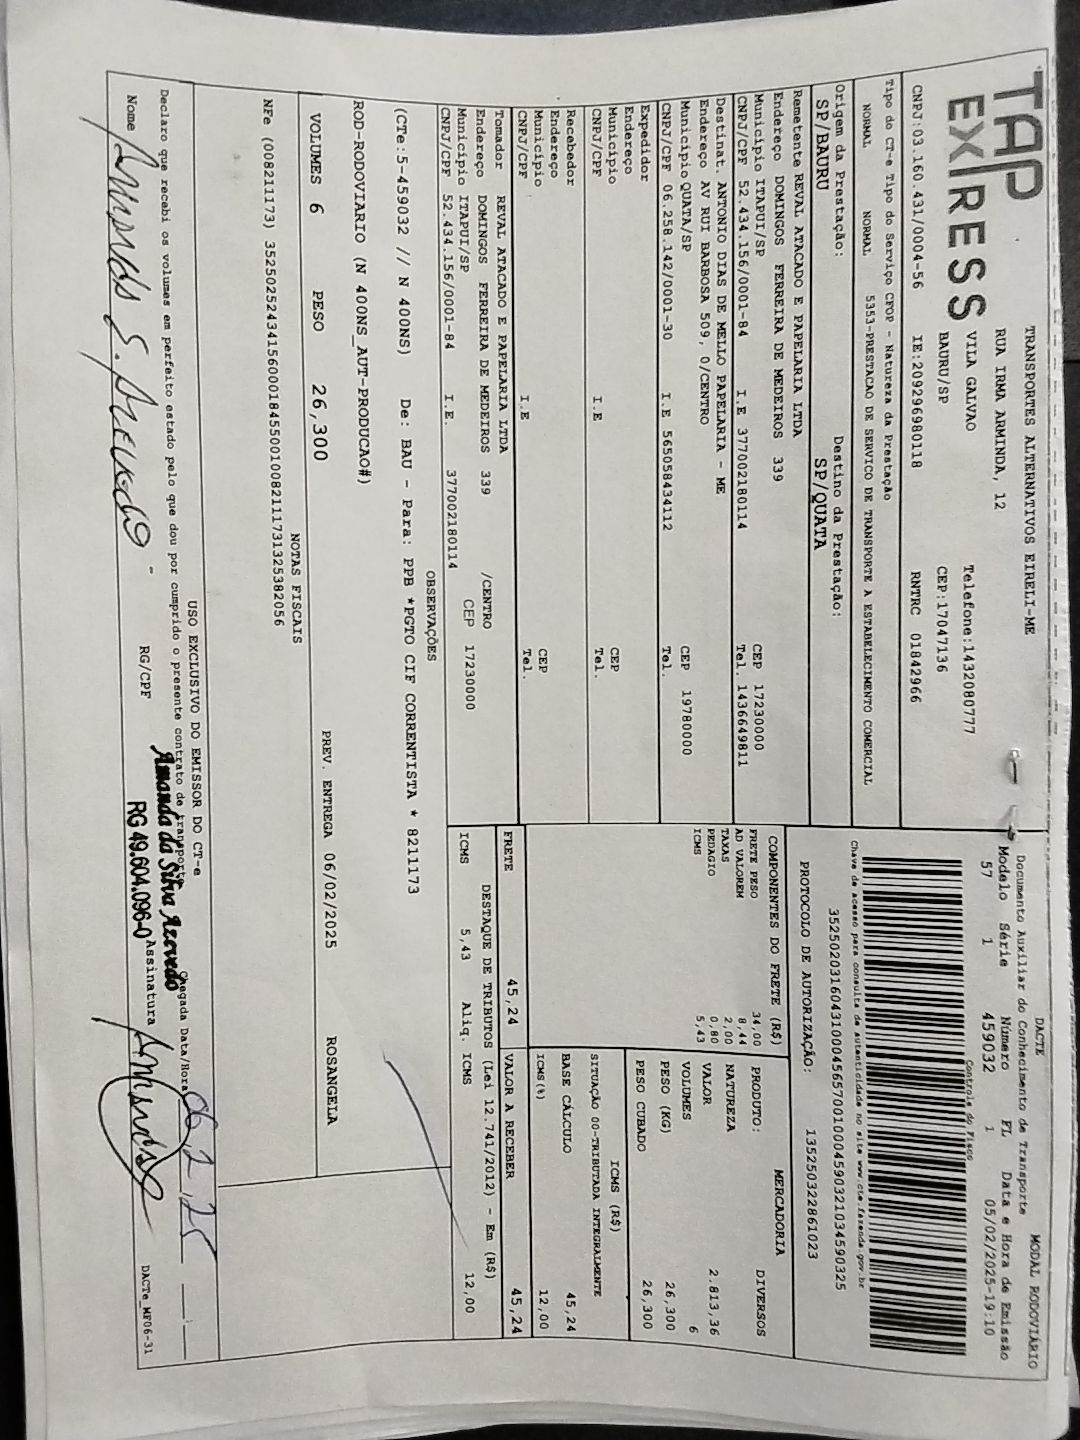 TAP
EXPRESS
TRANSPORTES ALTERNATIVOS EIRELI-ME
RUA IRMA ARMINDA, 12
VILA GALVAO
BAURU/SP
Telefone:1432080777
CEP:17047136
CNPJ:03.160.431/0004-56 IE:209296980118 RNTRC 01842966
DACTE
Documento Auxiliar do Conhecimento de Transporte
MODAL RODOVIÁRIO
Modelo Série Número FL Data e Hora de Emissão
57 1 459032 1 05/02/2025-19:10
Controle do Fisco
Chave de acesso para consulta de autenticidade no site www.cte.fazenda.gov.br
35250203160431000456570010004590321034590325
PROTOCOLO DE AUTORIZAÇÃO: 135250322861023
Tipo do CT-e Tipo do Serviço CFOP - Natureza da Prestação
NORMAL NORMAL 5353-PRESTACAO DE SERVICO DE TRANSPORTE A ESTABELECIMENTO COMERCIAL
Origem da Prestação: Destino da Prestação:
SP/BAURU SP/QUATA
Remetente REVAL ATACADO E PAPELARIA LTDA
Endereço DOMINGOS FERREIRA DE MEDEIROS 339
Município ITAPUI/SP CEP 17230000
CNPJ/CPF 52.434.156/0001-84 I.E 377002180114 Tel. 1436649811
Destinat. ANTONIO DIAS DE MELLO PAPELARIA - ME
Endereço AV RUI BARBOSA 509, 0/CENTRO
Município QUATA/SP CEP 19780000
CNPJ/CPF 06.258.142/0001-30 I.E 565058434112 Tel.
Expedidor
Endereço
Município CEP
CNPJ/CPF I.E Tel.
Recebedor
Endereço
Município CEP
CNPJ/CPF I.E Tel.
Tomador REVAL ATACADO E PAPELARIA LTDA
Endereço DOMINGOS FERREIRA DE MEDEIROS 339 /CENTRO
Município ITAPUI/SP CEP 17230000
CNPJ/CPF 52.434.156/0001-84 I.E. 377002180114
COMPONENTES DO FRETE (R$)
FRETE PESO 34,00
AD VALOREM 8,44
TAXAS 2,00
PEDAGIO 0,80
ICMS 5,43
MERCADORIA
PRODUTO: DIVERSOS
NATUREZA
VALOR 2.813,36
VOLUMES 6
PESO (KG) 26,300
PESO CUBADO 26,300
ICMS (R$)
SITUAÇÃO 00-TRIBUTADA INTEGRALMENTE
BASE CÁLCULO 45,24
ICMS(%) 12,00
FRETE 45,24 VALOR A RECEBER 45,24
DESTAQUE DE TRIBUTOS (Lei 12.741/2012) - Em (R$)
ICMS 5,43 Aliq. ICMS 12,00
OBSERVAÇÕES
(CTe:5-459032 // N 400NS) De: BAU - Para: PPB *PGTO CIF CORRENTISTA * 8211173
ROD-RODOVIARIO (N 400NS_AUT-PRODUCAO#)
VOLUMES 6 PESO 26,300 PREV. ENTREGA 06/02/2025 ROSANGELA
NOTAS FISCAIS
NFe (008211173) 35250252434156000184550010082111731325382056
USO EXCLUSIVO DO EMISSOR DO CT-e
Declaro que recebi os volumes em perfeito estado pelo que dou por cumprido o presente contrato de transporte
Chegada Data/Hora 06/2/25
Nome Amanda S. Azevedo - RG/CPF Amanda da Silva Azevedo
RG 49.604.096-0
Assinatura Amanda
DACTe_MF06-31